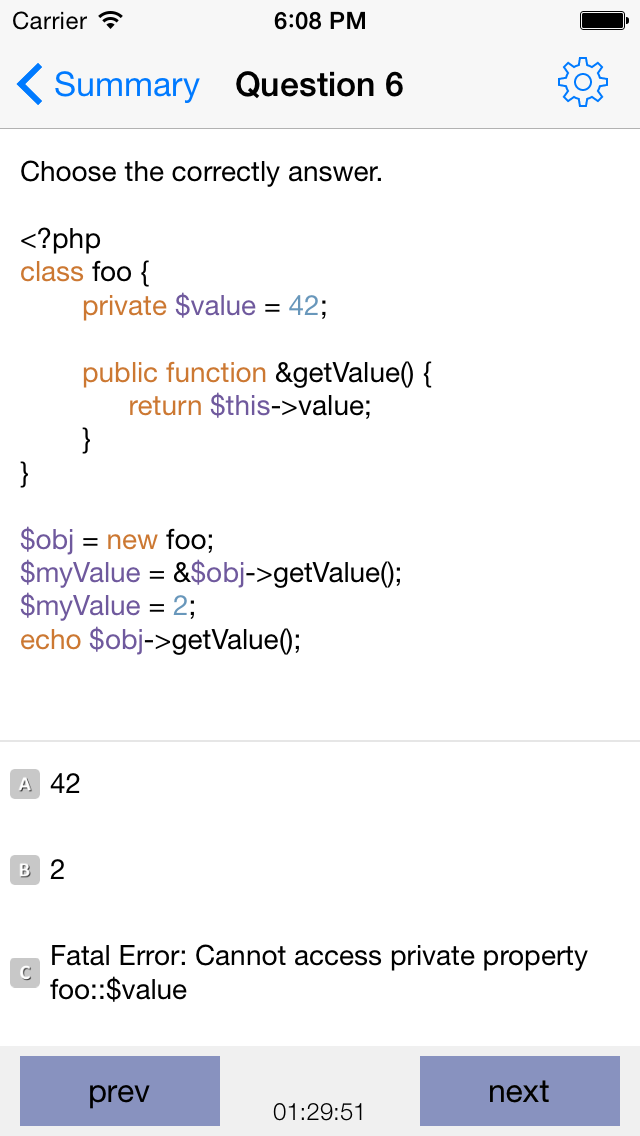 Carrier 6:08 PM
Summary Question 6
Choose the correctly answer.
<?php
class foo {
private $value = 42;
public function &getValue() {
return $this->value;
}
}
$obj = new foo;
$myValue = &$obj->getValue();
$myValue = 2;
echo $obj->getValue();
A 42
B 2
C Fatal Error: Cannot access private property
foo::$value
prev 01:29:51 next